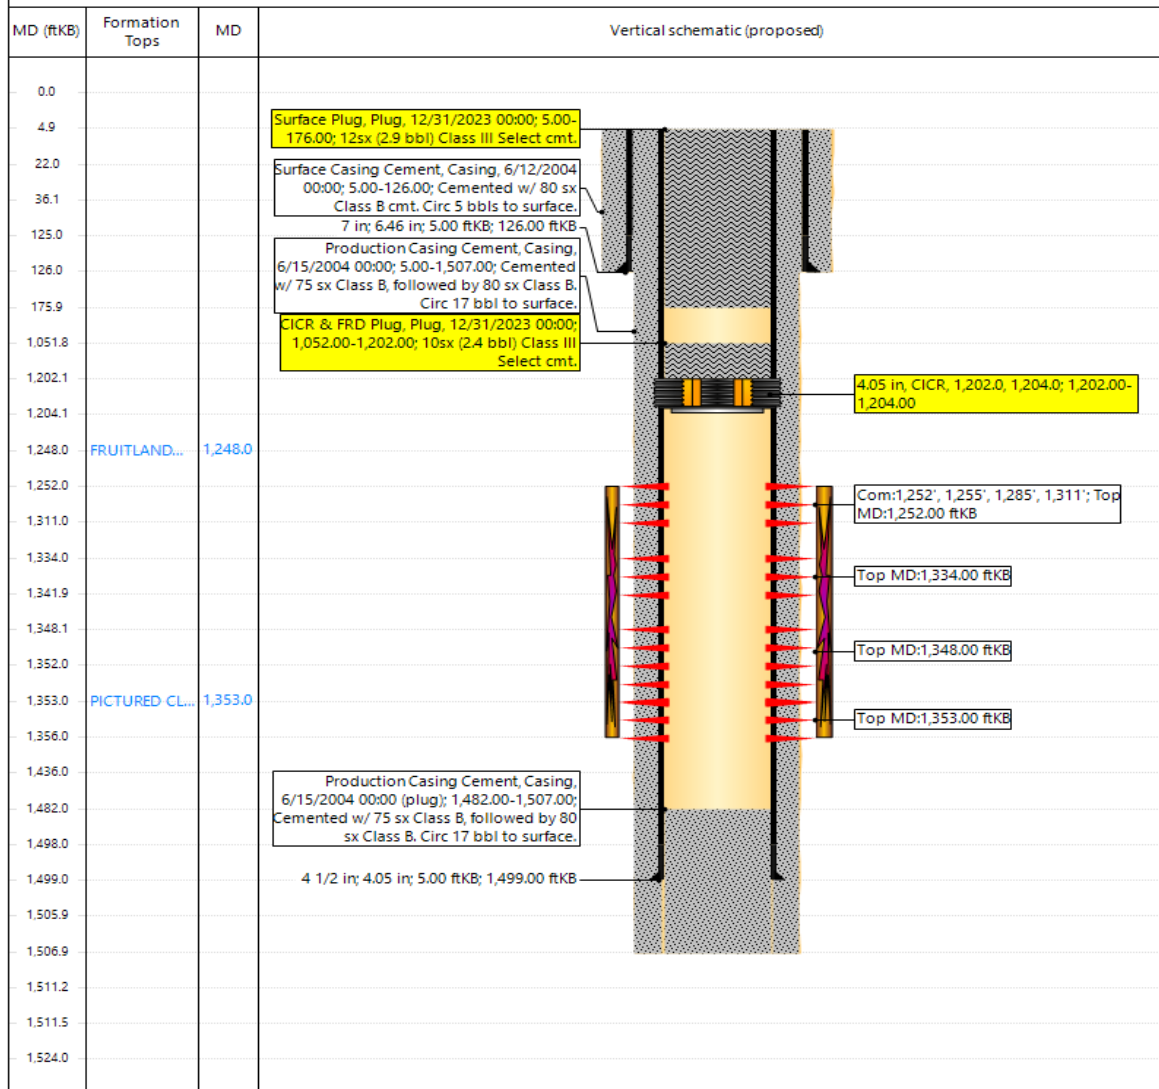 MD (ftKB)
Formation
Tops
MD
Vertical schematic (proposed)
0.0
4.9
22.0
36.1
125.0
126.0
175.9
1,051.8
1,202.1
1,204.1
1,248.0
1,252.0
1,311.0
1,334.0
1,341.9
1,348.1
1,352.0
1,353.0
1,356.0
1,436.0
1,482.0
1,498.0
1,499.0
1,505.9
1,506.9
1,511.2
1,511.5
1,524.0
FRUITLAND...
1,248.0
PICTURED CL...
1,353.0
Surface Plug, Plug, 12/31/2023 00:00; 5.00-
176.00; 12sx (2.9 bbl) Class III Select cmt.
Surface Casing Cement, Casing, 6/12/2004
00:00; 5.00-126.00; Cemented w/ 80 sx
Class B cmt. Circ 5 bbls to surface.
7 in; 6.46 in; 5.00 ftKB; 126.00 ftKB
Production Casing Cement, Casing,
6/15/2004 00:00; 5.00-1,507.00; Cemented
w/ 75 sx Class B, followed by 80 sx Class B.
Circ 17 bbl to surface.
CICR & FRD Plug, Plug, 12/31/2023 00:00;
1,052.00-1,202.00; 10sx (2.4 bbl) Class III
Select cmt.
4.05 in, CICR, 1,202.0, 1,204.0; 1,202.00-
1,204.00
Com:1,252', 1,255', 1,285', 1,311'; Top
MD:1,252.00 ftKB
Top MD:1,334.00 ftKB
Top MD:1,348.00 ftKB
Top MD:1,353.00 ftKB
Production Casing Cement, Casing,
6/15/2004 00:00 (plug); 1,482.00-1,507.00;
Cemented w/ 75 sx Class B, followed by 80
sx Class B. Circ 17 bbl to surface.
4 1/2 in; 4.05 in; 5.00 ftKB; 1,499.00 ftKB